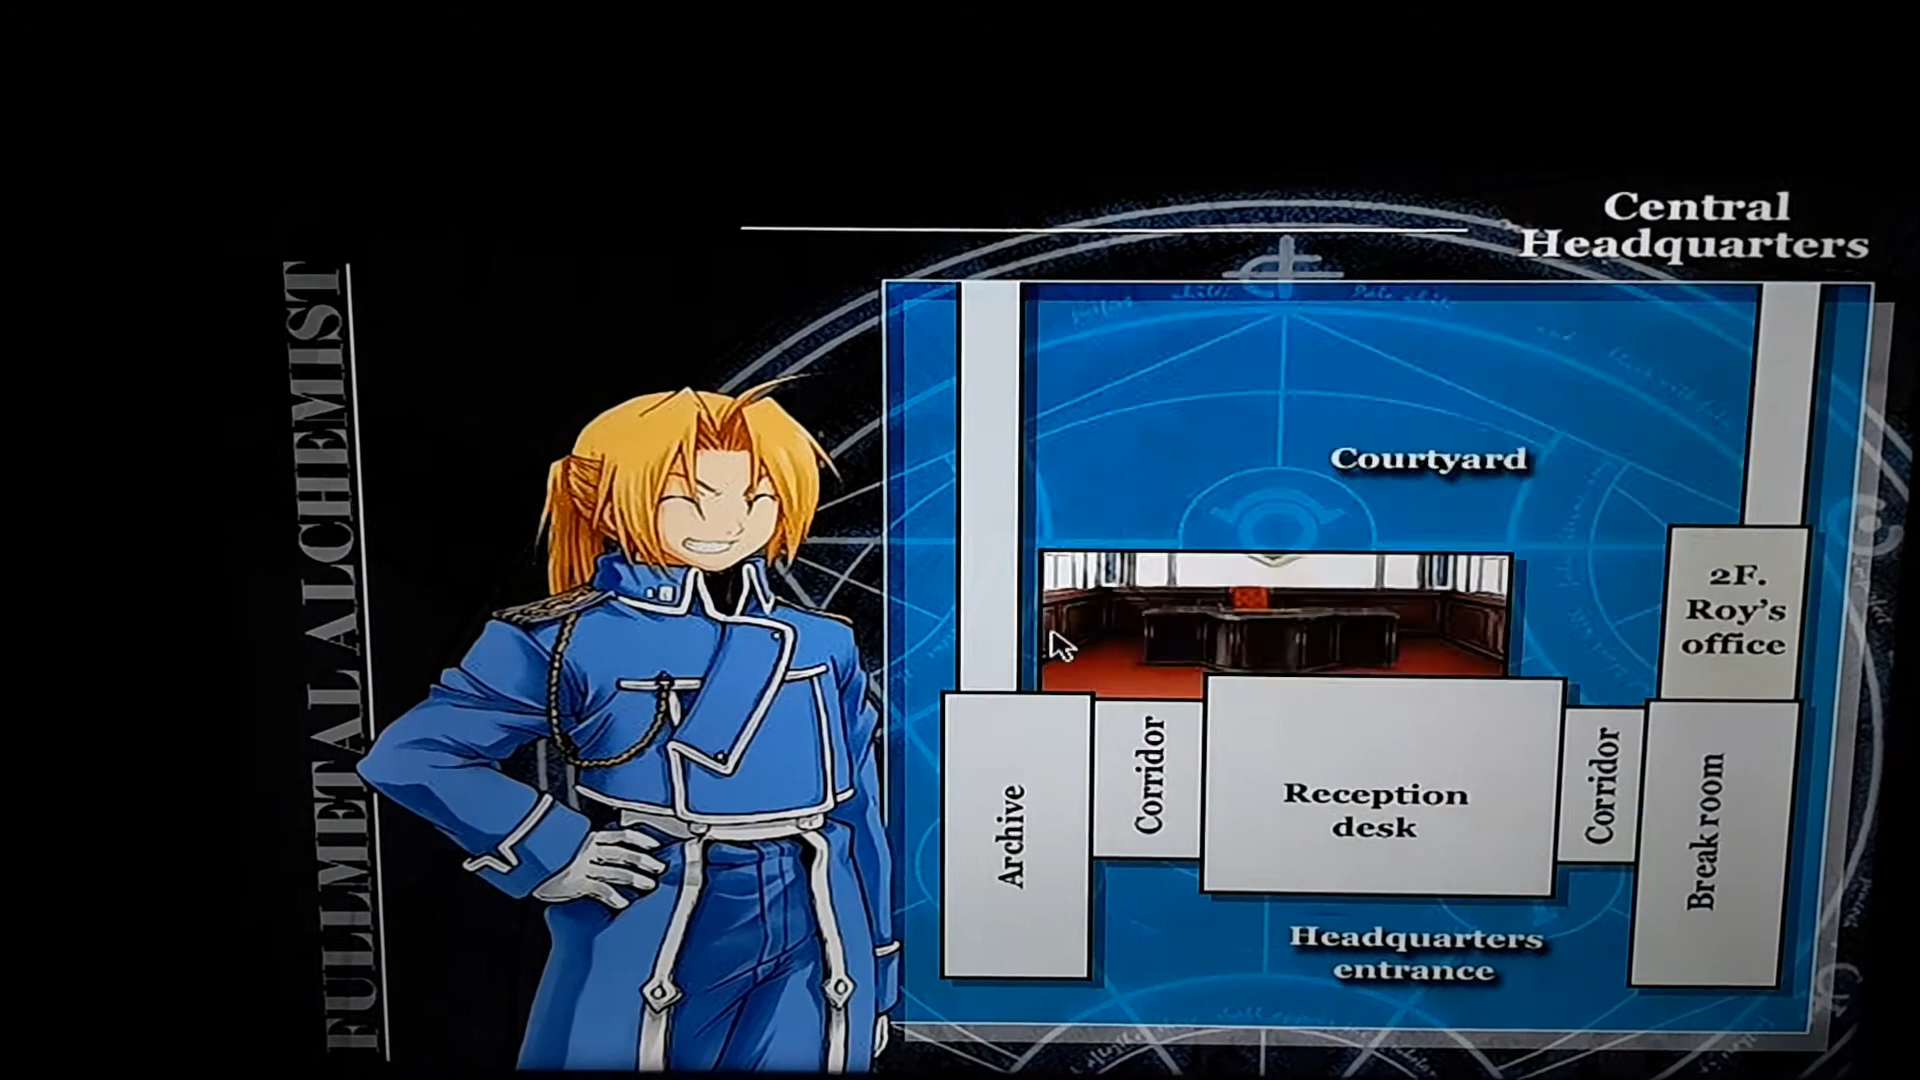 Central
Headquarters
FULLMETAL ALCHEMIST
Courtyard
2F.
Roy's
office
Corridor
Corridor
Reception
desk
Archive
Break room
Headquarters
entrance